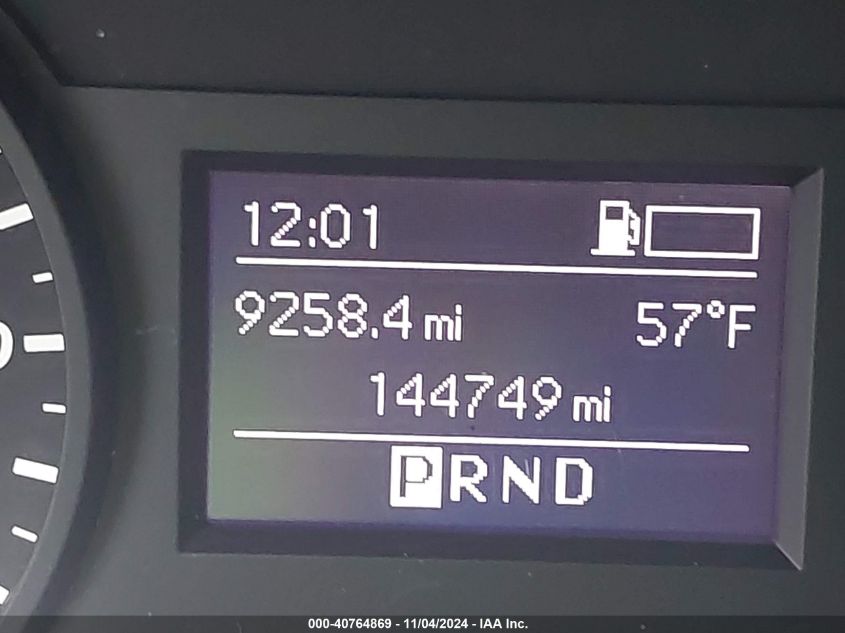 12:01
9258.4 mi 57°F
144749 mi
PRND
000-40764869 - 11/04/2024 - IAA Inc.